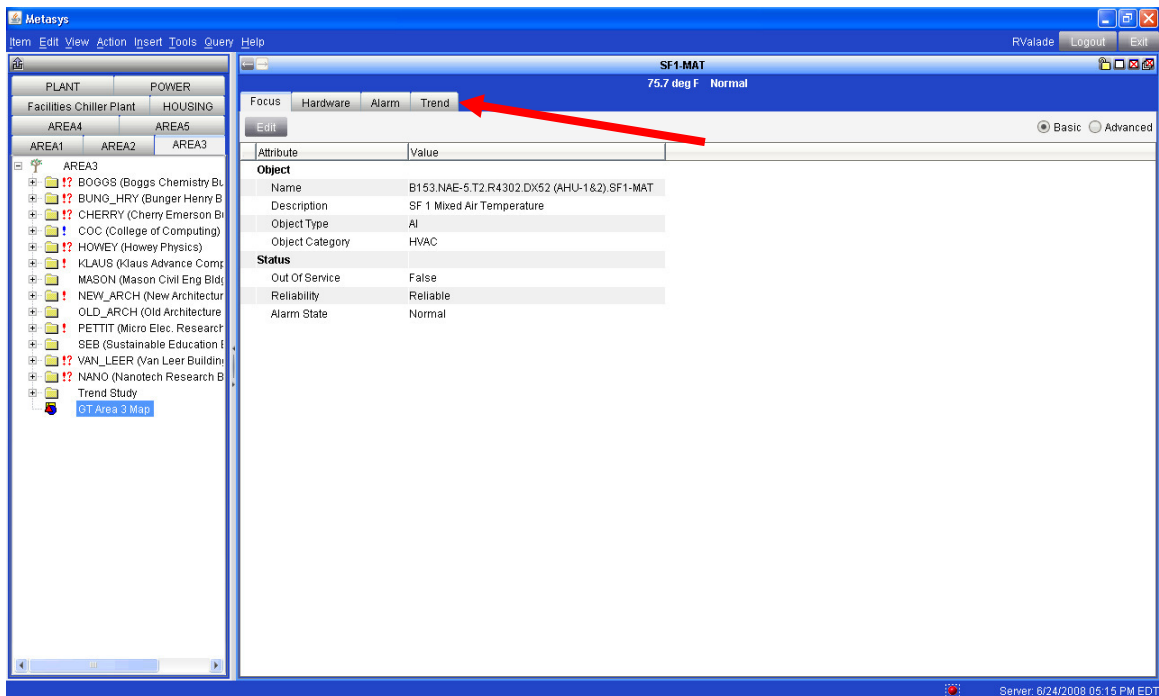 Metasys
Item Edit View Action Insert Tools Query Help RValade Logout Exit
PLANT POWER
Facilities Chiller Plant HOUSING
AREA4 AREA5
AREA1 AREA2 AREA3
AREA3
!? BOGGS (Boggs Chemistry Bu
!? BUNG_HRY (Bunger Henry B
!? CHERRY (Cherry Emerson Bu
! COC (College of Computing)
!? HOWEY (Howey Physics)
! KLAUS (Klaus Advance Comp
MASON (Mason Civil Eng Bldg
! NEW_ARCH (New Architectur
OLD_ARCH (Old Architecture
! PETTIT (Micro Elec. Research
SEB (Sustainable Education B
!? VAN_LEER (Van Leer Building
!? NANO (Nanotech Research B
Trend Study
GT Area 3 Map
SF1-MAT
75.7 deg F Normal
Focus Hardware Alarm Trend
Edit Basic Advanced
Attribute Value
Object
Name B153.NAE-5.T2.R4302.DX52 (AHU-1&2).SF1-MAT
Description SF 1 Mixed Air Temperature
Object Type AI
Object Category HVAC
Status
Out Of Service False
Reliability Reliable
Alarm State Normal
Server: 6/24/2008 05:15 PM EDT